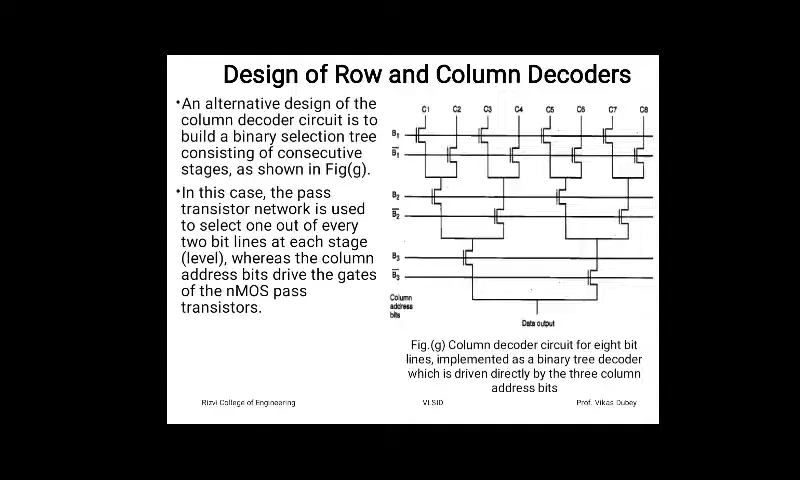 Design of Row and Column Decoders
•An alternative design of the
column decoder circuit is to
build a binary selection tree
consisting of consecutive
stages, as shown in Fig(g).
•In this case, the pass
transistor network is used
to select one out of every
two bit lines at each stage
(level), whereas the column
address bits drive the gates
of the nMOS pass
transistors.
C1 C2 C3 C4 C5 C6 C7 C8
B₁
B̅₁
B₂
B̅₂
B₃
B̅₃
Column
address
bits
Data output
Fig.(g) Column decoder circuit for eight bit
lines, implemented as a binary tree decoder
which is driven directly by the three column
address bits
Rizvi College of Engineering VLSID Prof. Vikas Dubey